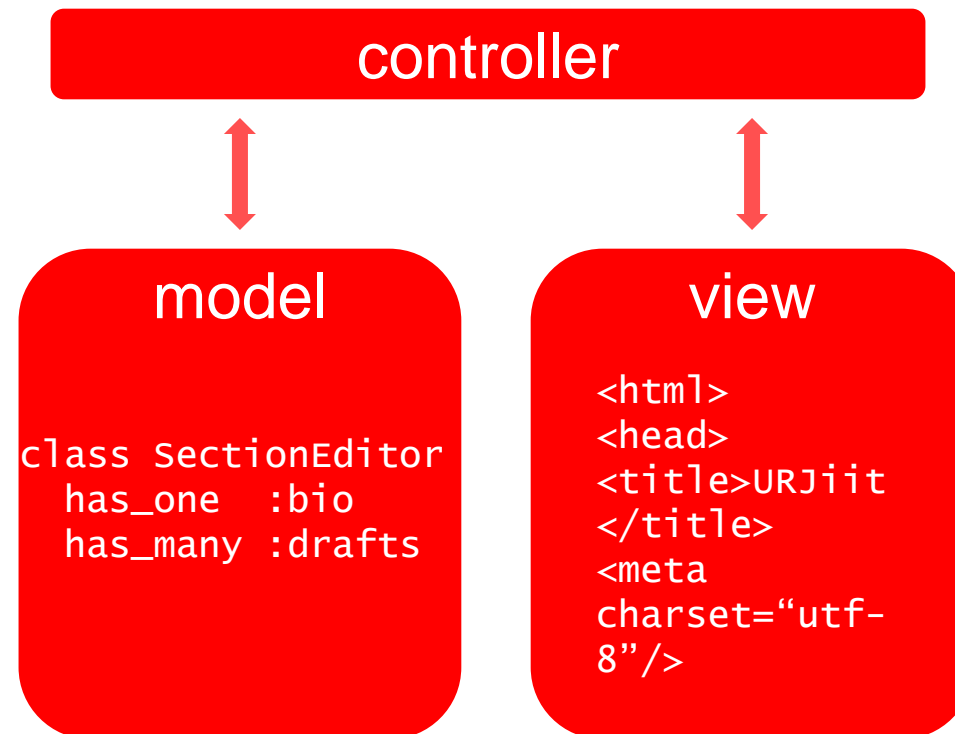 controller
model
class SectionEditor
has_one :bio
has_many :drafts
view
<html>
<head>
<title>URJiit
</title>
<meta
charset=“utf-
8”/>